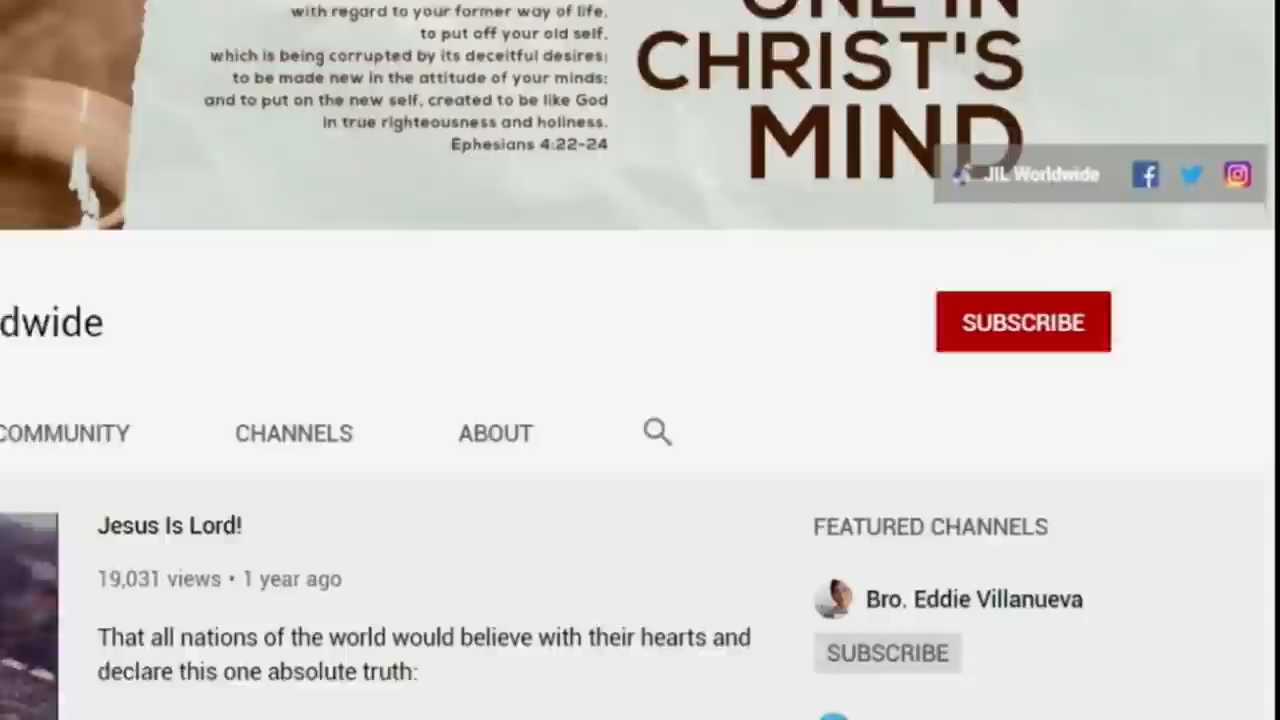 with regard to your former way of life,
to put off your old self,
which is being corrupted by its deceitful desires;
to be made new in the attitude of your minds;
and to put on the new self, created to be like God
in true righteousness and holiness.
Ephesians 4:22-24
ONE IN
CHRIST'S
MIND
JIL Worldwide
dwide
SUBSCRIBE
COMMUNITY
CHANNELS
ABOUT
Jesus Is Lord!
19,031 views • 1 year ago
That all nations of the world would believe with their hearts and
declare this one absolute truth:
FEATURED CHANNELS
Bro. Eddie Villanueva
SUBSCRIBE